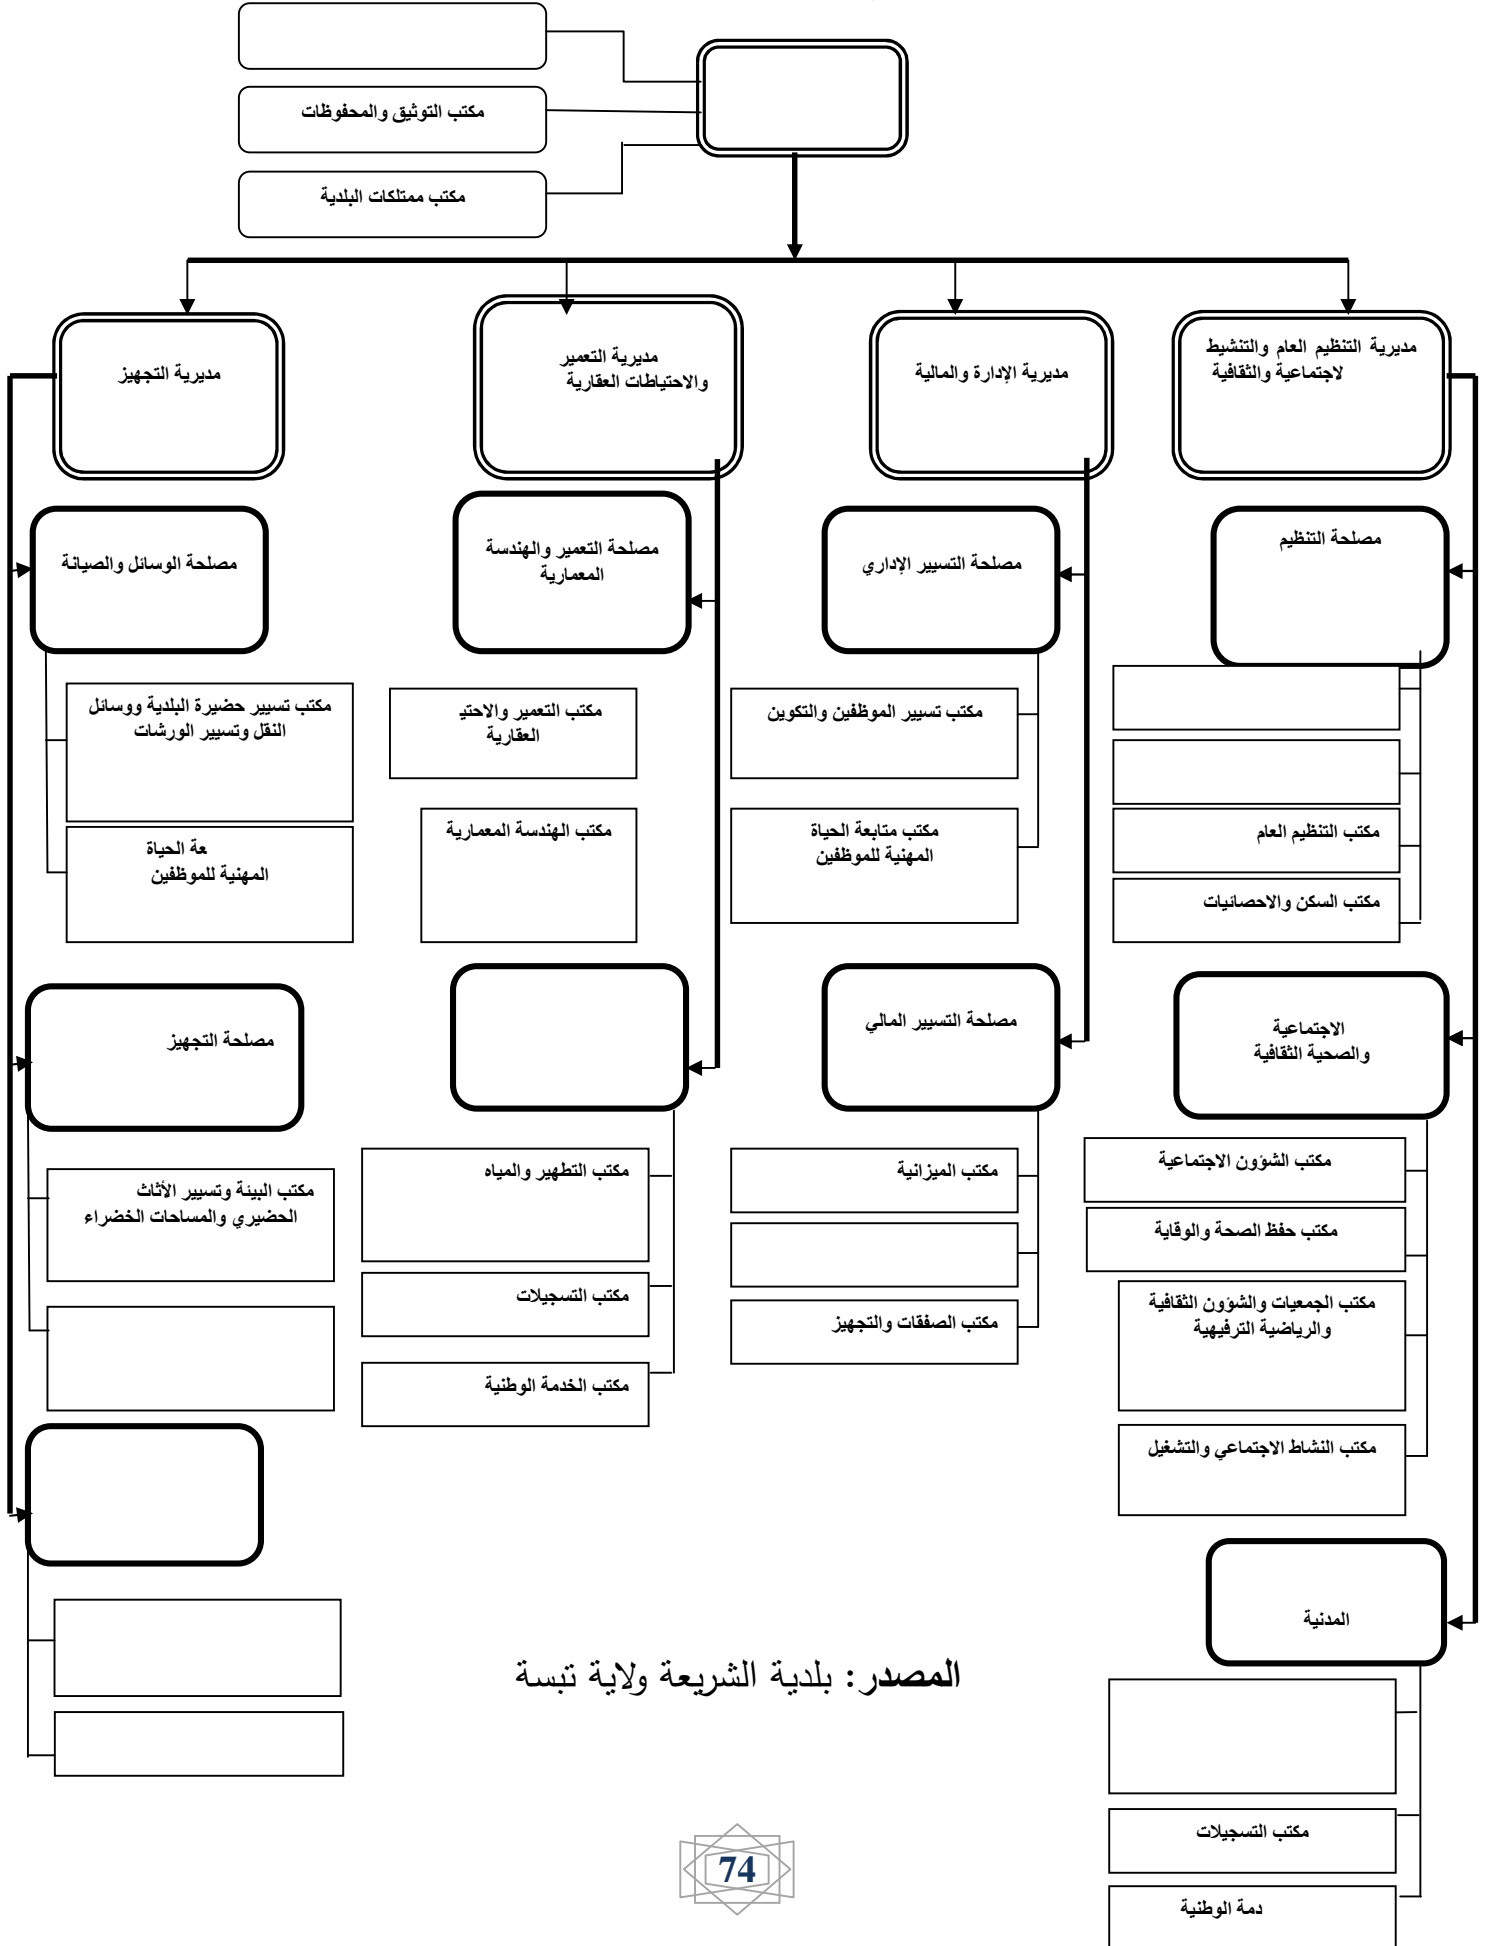 مكتب التوثيق والمحفوظات
مكتب ممتلكات البلدية
مديرية التنظيم العام والتنشيط
لاجتماعية والثقافية
مديرية الإدارة والمالية
مديرية التعمير
والاحتياطات العقارية
مديرية التجهيز
مصلحة التنظيم
مصلحة التسيير الإداري
مصلحة التعمير والهندسة
المعمارية
مصلحة الوسائل والصيانة
مكتب تسيير الموظفين والتكوين
مكتب التعمير والاحتي
العقارية
مكتب تسيير حضيرة البلدية ووسائل
النقل وتسيير الورشات
مكتب التنظيم العام
مكتب متابعة الحياة
المهنية للموظفين
مكتب الهندسة المعمارية
عة الحياة
المهنية للموظفين
مكتب السكن والاحصائيات
الاجتماعية
والصحية الثقافية
مصلحة التسيير المالي
مصلحة التجهيز
مكتب الشؤون الاجتماعية
مكتب الميزانية
مكتب التطهير والمياه
مكتب البيئة وتسيير الأثاث
الحضيري والمساحات الخضراء
مكتب حفظ الصحة والوقاية
مكتب الجمعيات والشؤون الثقافية
والرياضية الترفيهية
مكتب التسجيلات
مكتب الصفقات والتجهيز
مكتب الخدمة الوطنية
مكتب النشاط الاجتماعي والتشغيل
المدنية
المصدر: بلدية الشريعة ولاية تبسة
مكتب التسجيلات
دمة الوطنية
74